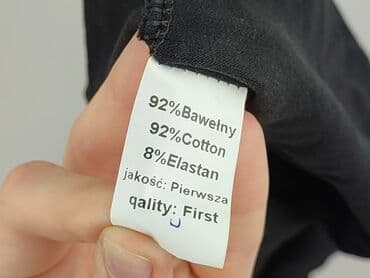 92%Bawełny
92%Cotton
8%Elastan
jakość: Pierwsza
qality: First